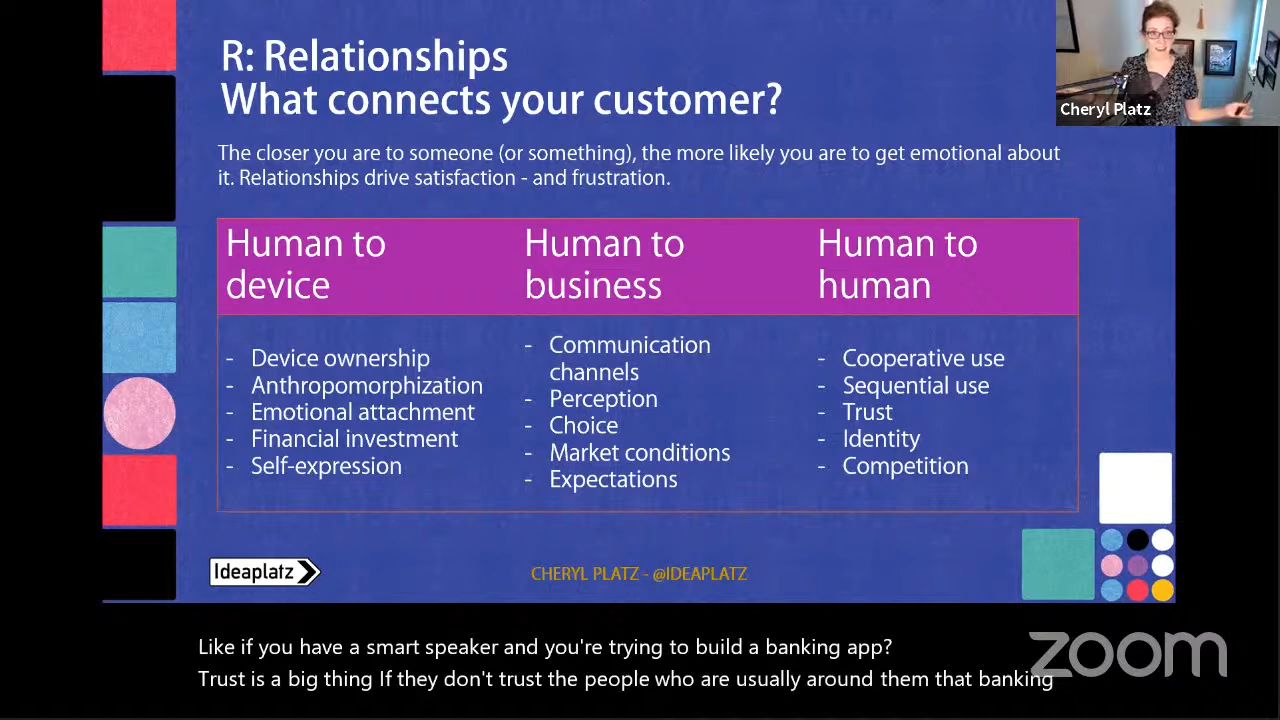 R: Relationships
What connects your customer?
Cheryl Platz
The closer you are to someone (or something), the more likely you are to get emotional about
it. Relationships drive satisfaction - and frustration.
Human to
device
- Device ownership
- Anthropomorphization
- Emotional attachment
- Financial investment
- Self-expression
Human to
business
- Communication
channels
- Perception
- Choice
- Market conditions
- Expectations
Human to
human
- Cooperative use
- Sequential use
- Trust
- Identity
- Competition
Ideaplatz
CHERYL PLATZ - @IDEAPLATZ
Like if you have a smart speaker and you're trying to build a banking app?
Trust is a big thing If they don't trust the people who are usually around them that banking
zoom